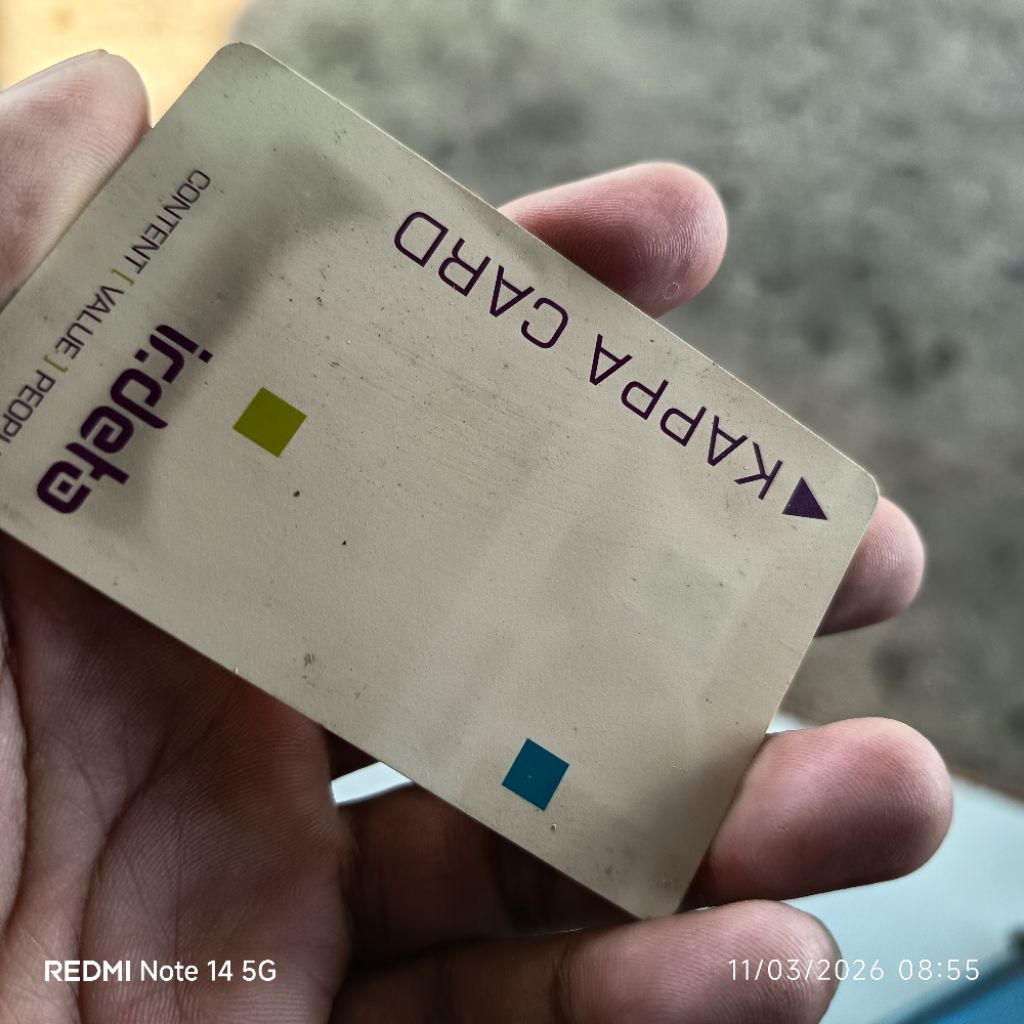 ◀ KAPPA CARD
irdeto
CONTENT [ VALUE ] PEOPL
REDMI Note 14 5G
11/03/2026 08:55